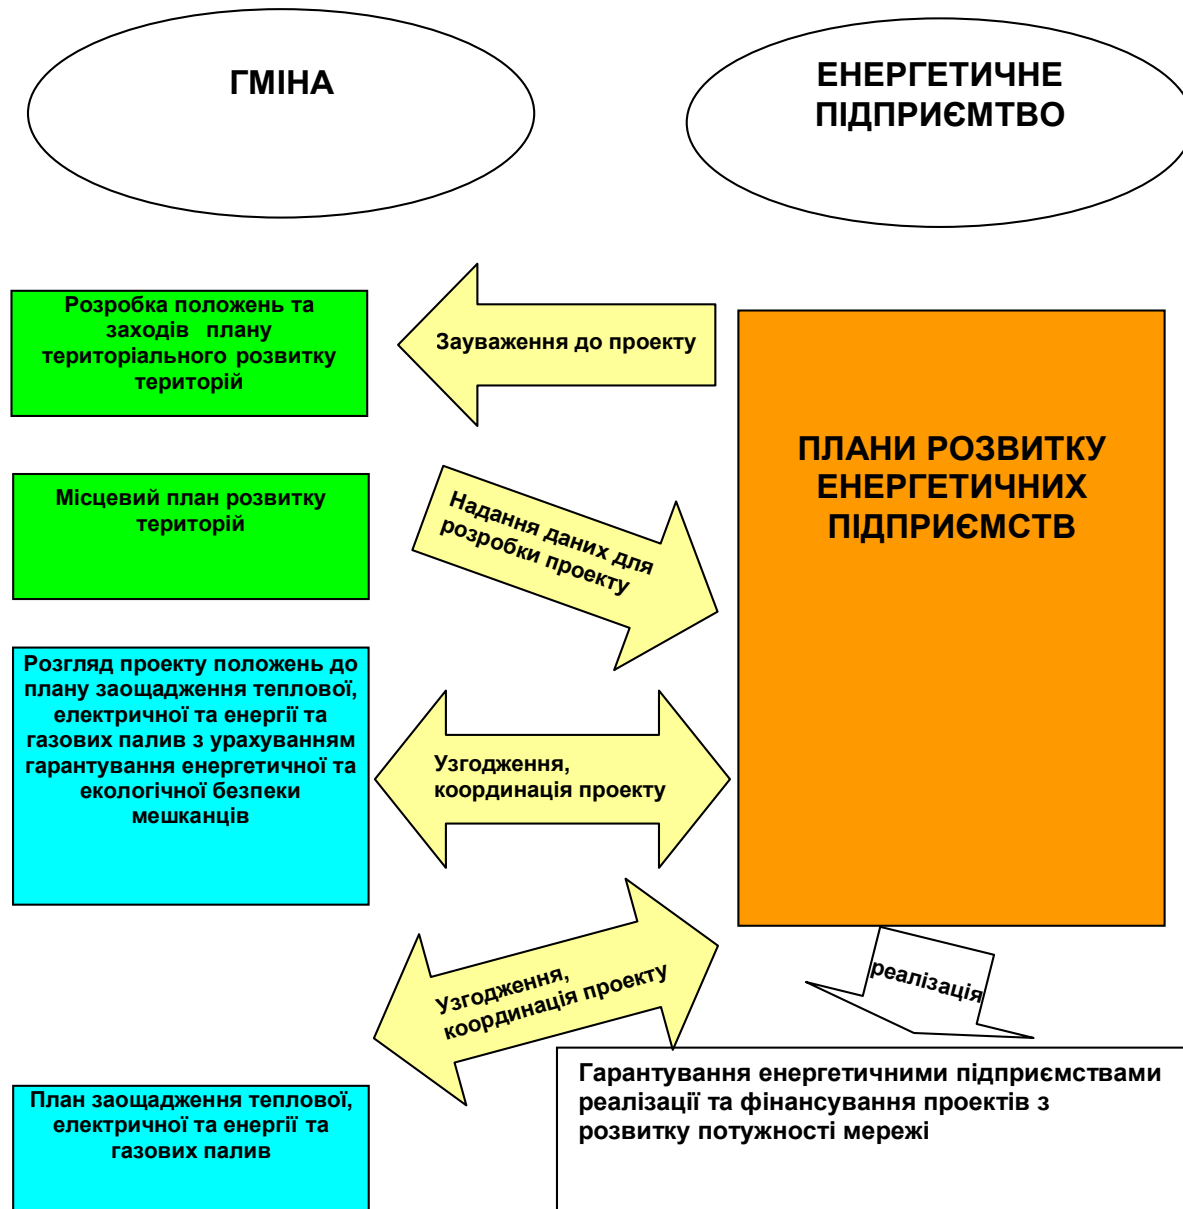 ГМІНА
ЕНЕРГЕТИЧНЕ
ПІДПРИЄМТВО
Розробка положень та
заходів плану
територіального розвитку
територій
Зауваження до проекту
ПЛАНИ РОЗВИТКУ
ЕНЕРГЕТИЧНИХ
ПІДПРИЄМСТВ
Місцевий план розвитку
територій
Надання даних для
розробки проекту
Розгляд проекту положень до
плану заощадження теплової,
електричної та енергії та
газових палив з урахуванням
гарантування енергетичної та
екологічної безпеки
мешканців
Узгодження,
координація проекту
Узгодження,
координація проекту
реалізація
План заощадження теплової,
електричної та енергії та
газових палив
Гарантування енергетичними підприємствами
реалізації та фінансування проектів з
розвитку потужності мережі